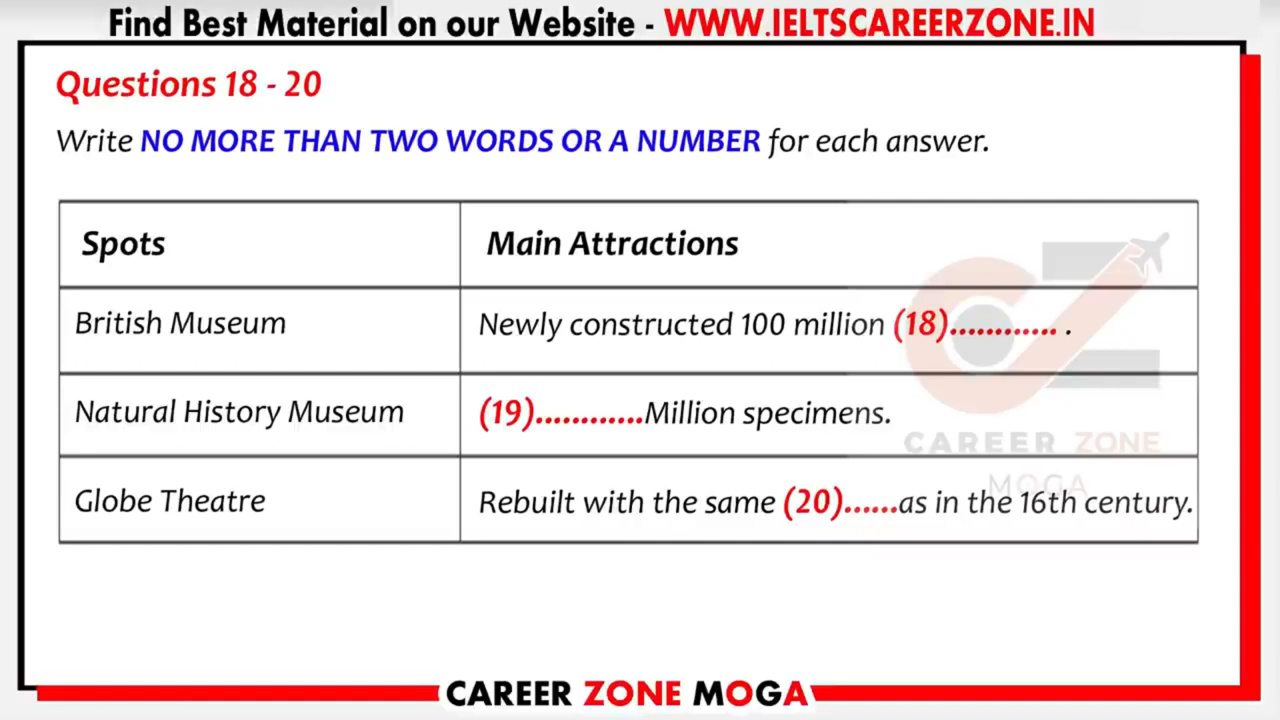 Find Best Material on our Website - WWW.IELTSCAREERZONE.IN
Questions 18 - 20
Write NO MORE THAN TWO WORDS OR A NUMBER for each answer.
Spots
Main Attractions
British Museum
Newly constructed 100 million (18)............ .
Natural History Museum
(19)............Million specimens.
CAREER ZONE
MOGA
Globe Theatre
Rebuilt with the same (20)......as in the 16th century.
CAREER ZONE MOGA